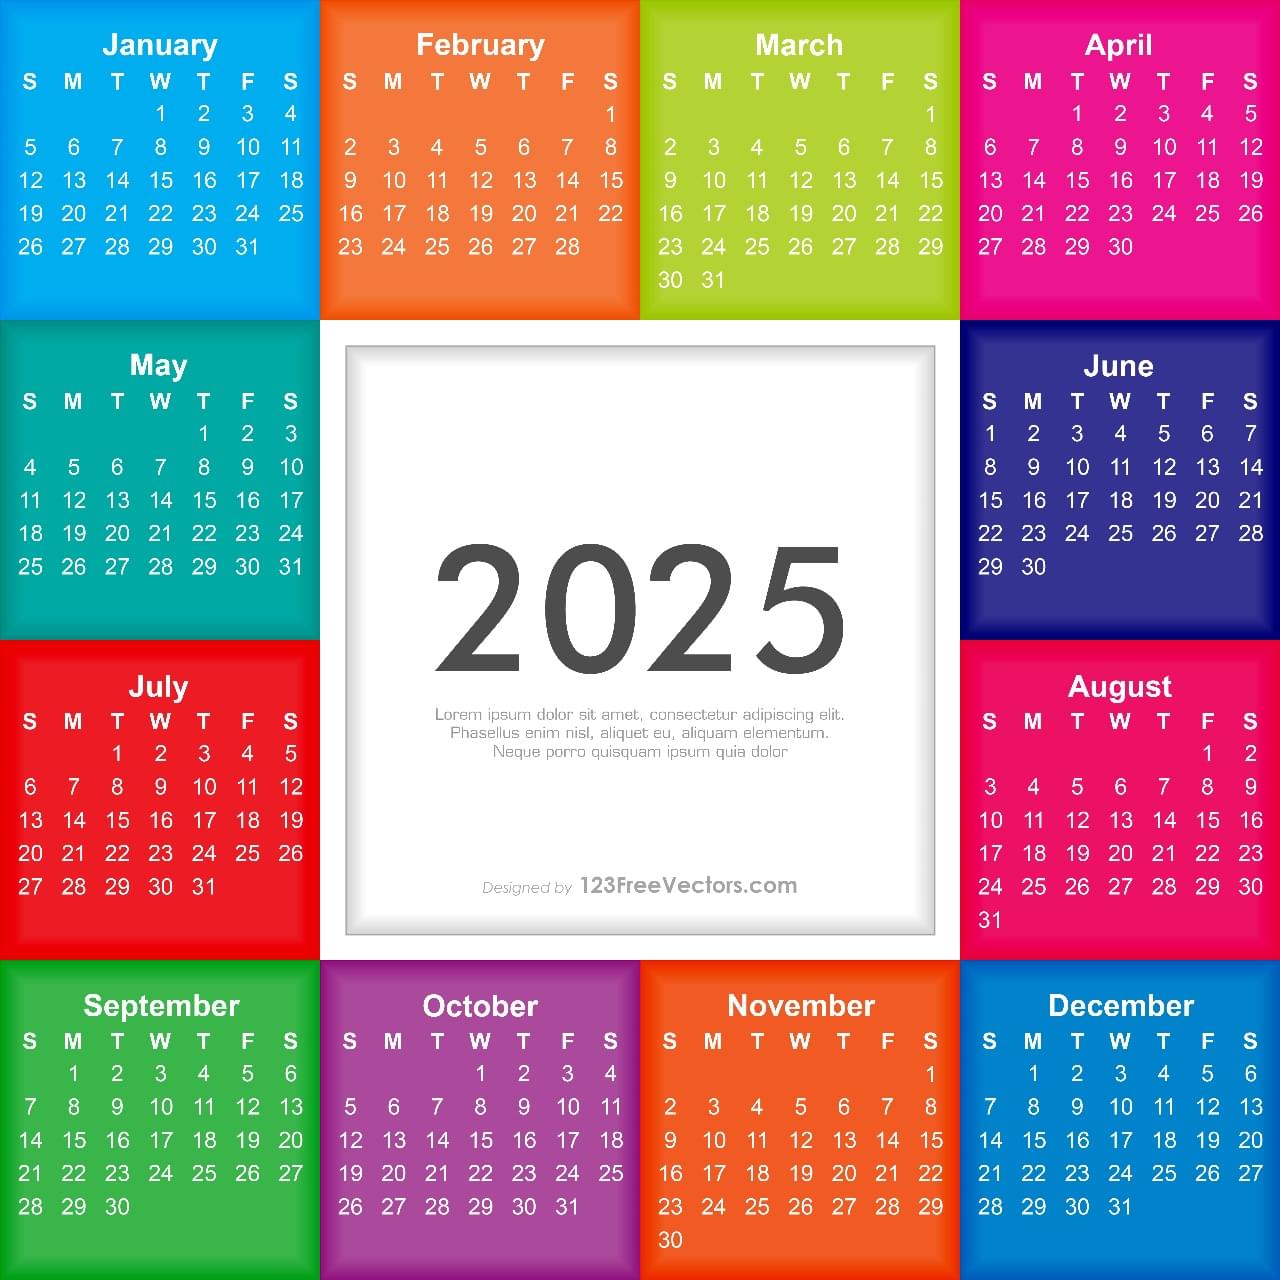 January
S M T W T F S
1 2 3 4
5 6 7 8 9 10 11
12 13 14 15 16 17 18
19 20 21 22 23 24 25
26 27 28 29 30 31
February
S M T W T F S
1
2 3 4 5 6 7 8
9 10 11 12 13 14 15
16 17 18 19 20 21 22
23 24 25 26 27 28
March
S M T W T F S
1
2 3 4 5 6 7 8
9 10 11 12 13 14 15
16 17 18 19 20 21 22
23 24 25 26 27 28 29
30 31
April
S M T W T F S
1 2 3 4 5
6 7 8 9 10 11 12
13 14 15 16 17 18 19
20 21 22 23 24 25 26
27 28 29 30
May
S M T W T F S
1 2 3
4 5 6 7 8 9 10
11 12 13 14 15 16 17
18 19 20 21 22 23 24
25 26 27 28 29 30 31
June
S M T W T F S
1 2 3 4 5 6 7
8 9 10 11 12 13 14
15 16 17 18 19 20 21
22 23 24 25 26 27 28
29 30
2025
Lorem ipsum dolor sit amet, consectetur adipiscing elit.
Phasellus enim nisl, aliquet eu, aliquam elementum.
Neque porro quisquam ipsum quia dolor
Designed by 123FreeVectors.com
July
S M T W T F S
1 2 3 4 5
6 7 8 9 10 11 12
13 14 15 16 17 18 19
20 21 22 23 24 25 26
27 28 29 30 31
August
S M T W T F S
1 2
3 4 5 6 7 8 9
10 11 12 13 14 15 16
17 18 19 20 21 22 23
24 25 26 27 28 29 30
31
September
S M T W T F S
1 2 3 4 5 6
7 8 9 10 11 12 13
14 15 16 17 18 19 20
21 22 23 24 25 26 27
28 29 30
October
S M T W T F S
1 2 3 4
5 6 7 8 9 10 11
12 13 14 15 16 17 18
19 20 21 22 23 24 25
26 27 28 29 30 31
November
S M T W T F S
1
2 3 4 5 6 7 8
9 10 11 12 13 14 15
16 17 18 19 20 21 22
23 24 25 26 27 28 29
30
December
S M T W T F S
1 2 3 4 5 6
7 8 9 10 11 12 13
14 15 16 17 18 19 20
21 22 23 24 25 26 27
28 29 30 31